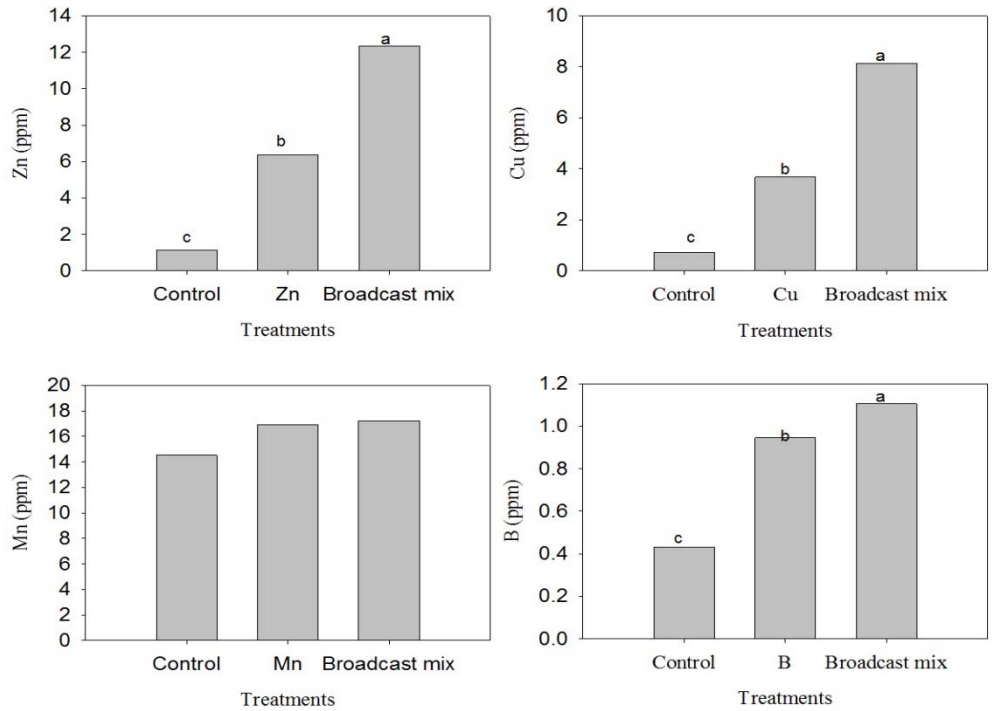 14
12
10
8
6
4
2
0
Zn (ppm)
c
b
a
Control Zn Broadcast mix
Treatments
10
8
6
4
2
0
Cu (ppm)
c
b
a
Control Cu Broadcast mix
Treatments
20
18
16
14
12
10
8
6
4
2
0
Mn (ppm)
Control Mn Broadcast mix
Treatments
1.2
1.0
0.8
0.6
0.4
0.2
0.0
B (ppm)
c
b
a
Control B Broadcast mix
Treatments